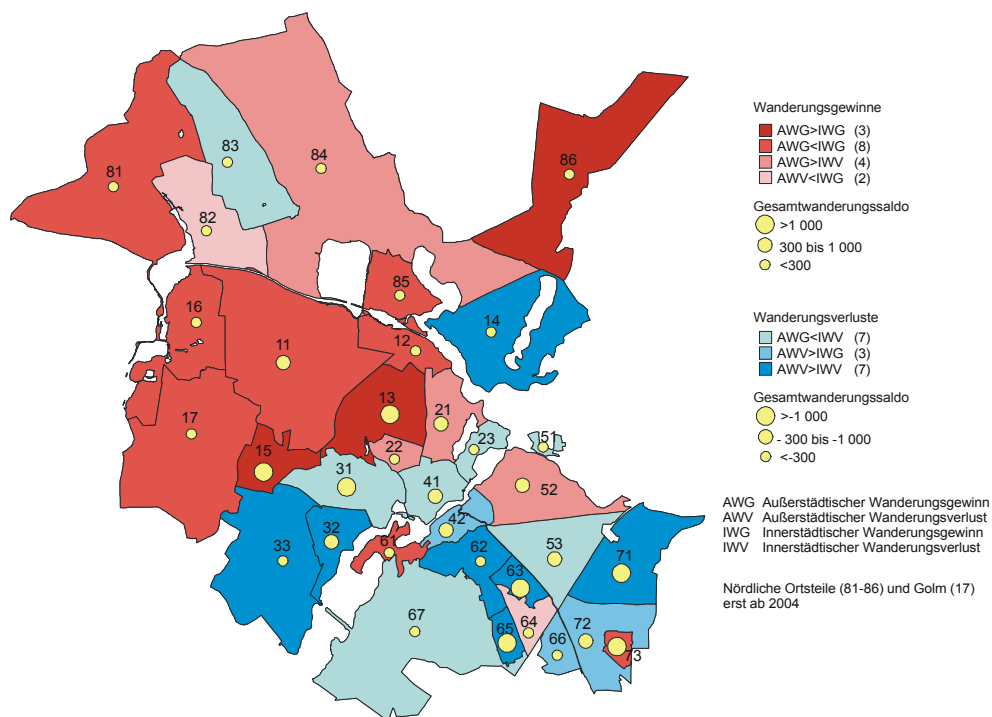 86
83
84
81
82
85
16
14
11
12
13
21
17
22
23
51
15
31
41
52
42
32
61
33
62
53
71
63
67
64
65
66
72
73
Wanderungsgewinne
AWG>IWG (3)
AWG<IWG (8)
AWG>IWV (4)
AWV<IWG (2)
Gesamtwanderungssaldo
>1 000
300 bis 1 000
<300
Wanderungsverluste
AWG<IWV (7)
AWV>IWG (3)
AWV>IWV (7)
Gesamtwanderungssaldo
>-1 000
- 300 bis -1 000
<-300
AWG Außerstädtischer Wanderungsgewinn
AWV Außerstädtischer Wanderungsverlust
IWG Innerstädtischer Wanderungsgewinn
IWV Innerstädtischer Wanderungsverlust
Nördliche Ortsteile (81-86) und Golm (17)
erst ab 2004